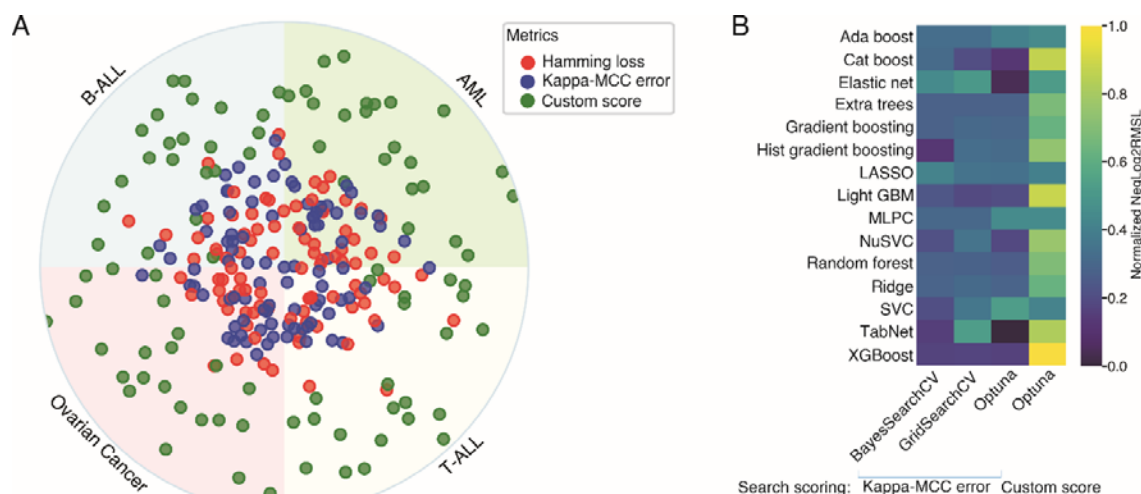 A
B-ALL
AML
Ovarian Cancer
T-ALL
Metrics
Hamming loss
Kappa-MCC error
Custom score
B
Ada boost
Cat boost
Elastic net
Extra trees
Gradient boosting
Hist gradient boosting
LASSO
Light GBM
MLPC
NuSVC
Random forest
Ridge
SVC
TabNet
XGBoost
BayesSearchCV
GridSearchCV
Optuna
Optuna
Search scoring: Kappa-MCC error Custom score
1.0
0.8
0.6
0.4
0.2
0.0
Normalized NegLog2RMSL